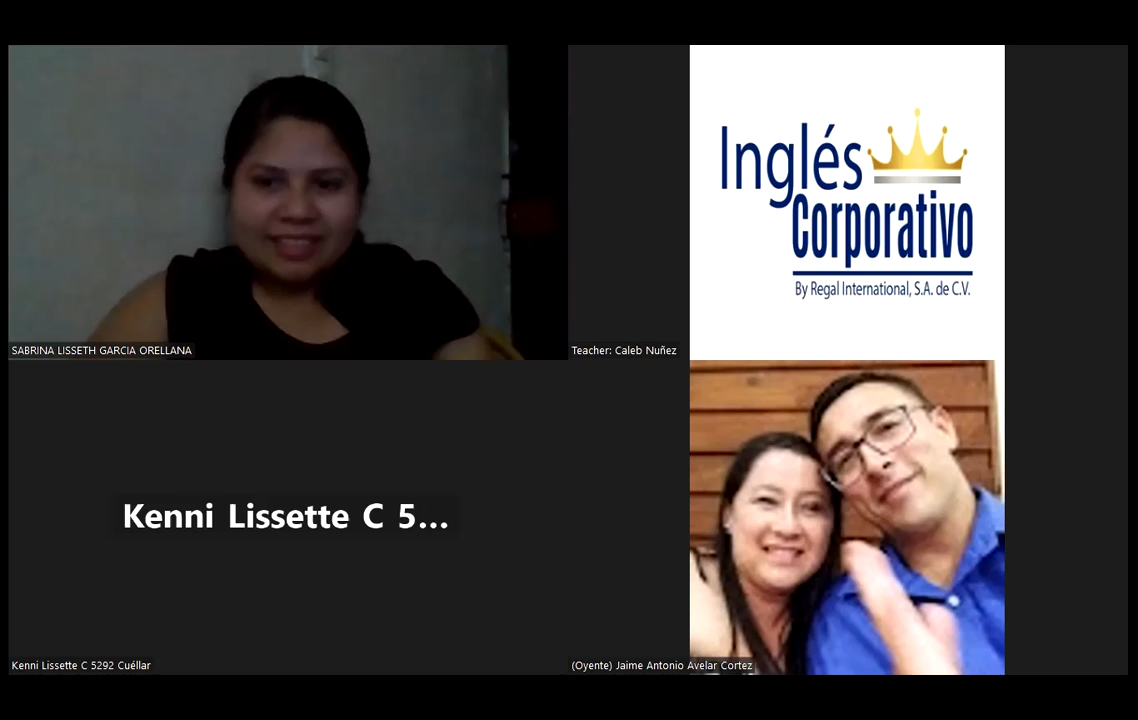 Inglés
Corporativo
By Regal International, S.A. de C.V.
SABRINA LISSETH GARCIA ORELLANA
Teacher: Caleb Nuñez
Kenni Lissette C 5...
Kenni Lissette C 5292 Cuéllar
(Oyente) Jaime Antonio Avelar Cortez